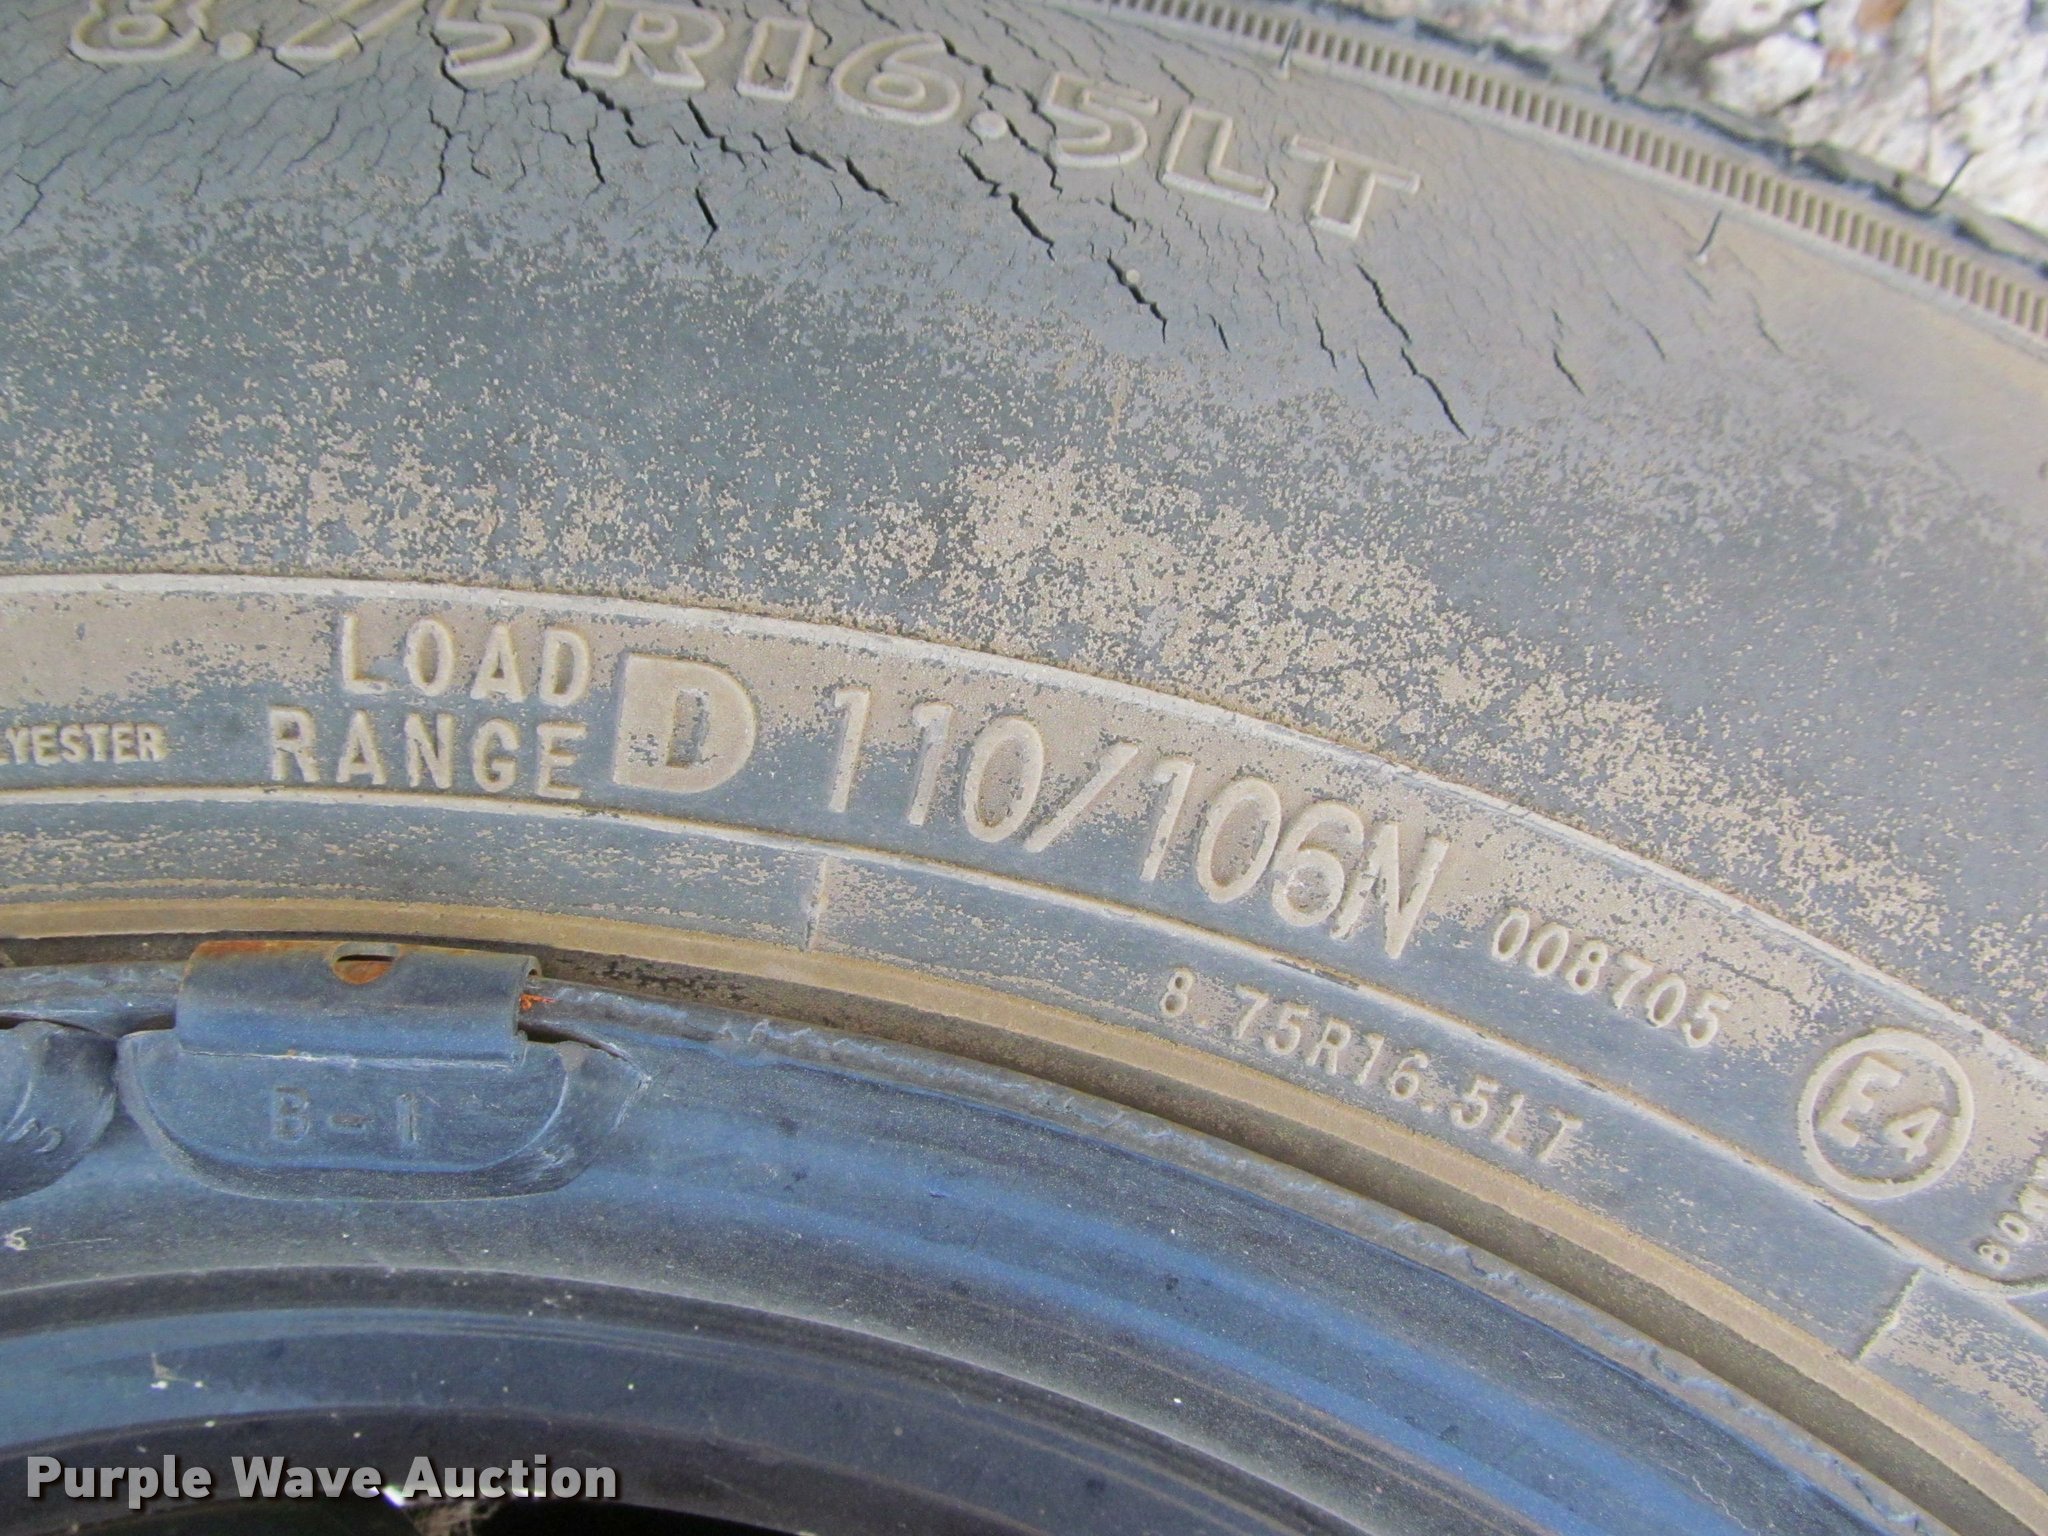 8.75R16.5LT
LYESTER
LOAD
RANGE D 110/106N 008705
8.75R16.5LT
E4
B-1
Purple Wave Auction